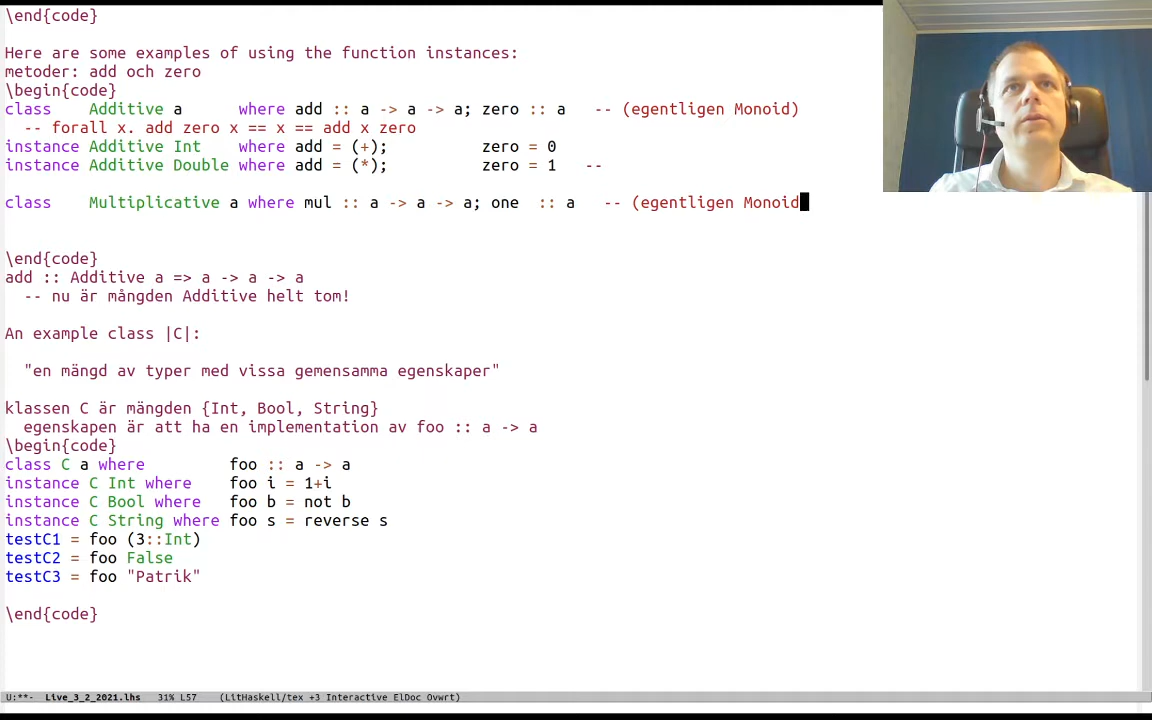 \end{code}
Here are some examples of using the function instances:
metoder: add och zero
\begin{code}
class    Additive a        where add :: a -> a -> a; zero :: a   -- (egentligen Monoid)
  -- forall x. add zero x == x == add x zero
instance Additive Int    where add = (+);          zero = 0
instance Additive Double where add = (*);          zero = 1   --
class    Multiplicative a where mul :: a -> a -> a; one  :: a   -- (egentligen Monoid
\end{code}
add :: Additive a => a -> a -> a
  -- nu är mångden Additive helt tom!
An example class |C|:
  "en mängd av typer med vissa gemensamma egenskaper"
klassen C är mängden {Int, Bool, String}
  egenskapen är att ha en implementation av foo :: a -> a
\begin{code}
class C a where         foo :: a -> a
instance C Int where    foo i = 1+i
instance C Bool where   foo b = not b
instance C String where foo s = reverse s
testC1 = foo (3::Int)
testC2 = foo False
testC3 = foo "Patrik"
\end{code}
U:**-  Live_3_2_2021.lhs   31% L57    (LitHaskell/tex +3 Interactive ElDoc Ovwrt)